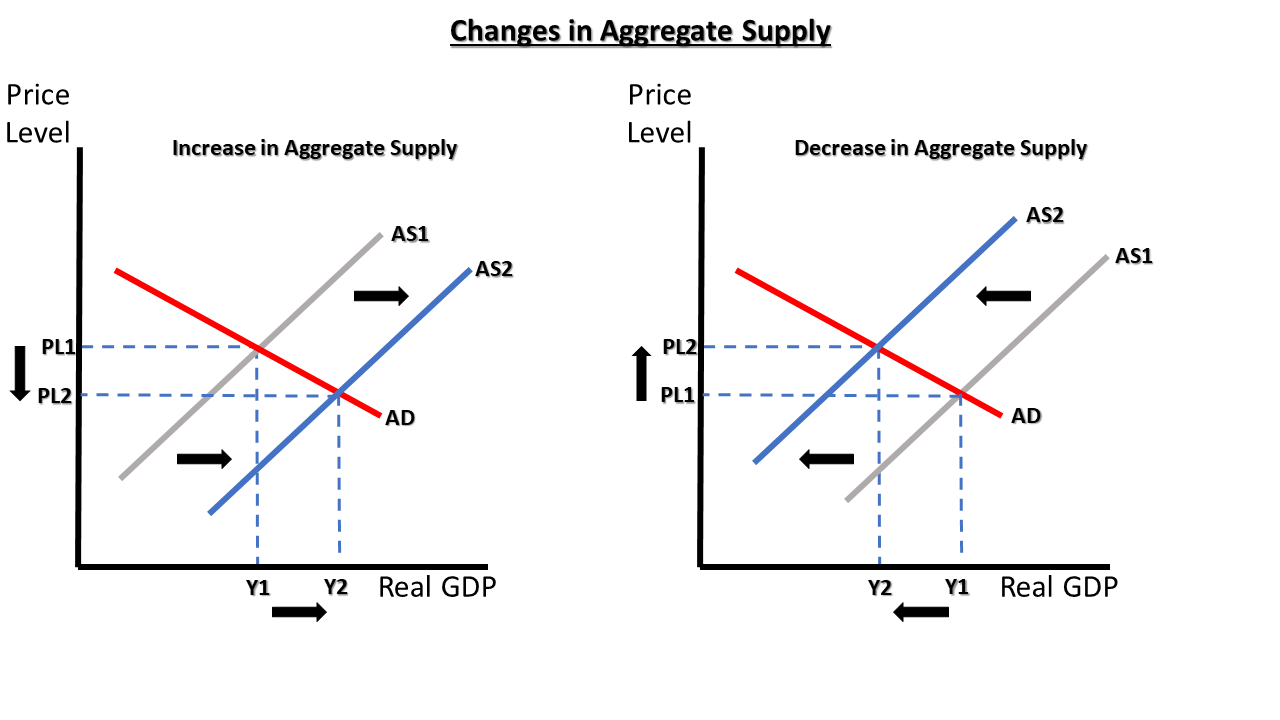 Changes in Aggregate Supply
Price
Level
Increase in Aggregate Supply
AS1
AS2
PL1
PL2
AD
Y1
Y2
Real GDP
Price
Level
Decrease in Aggregate Supply
AS2
AS1
PL2
PL1
AD
Y2
Y1
Real GDP